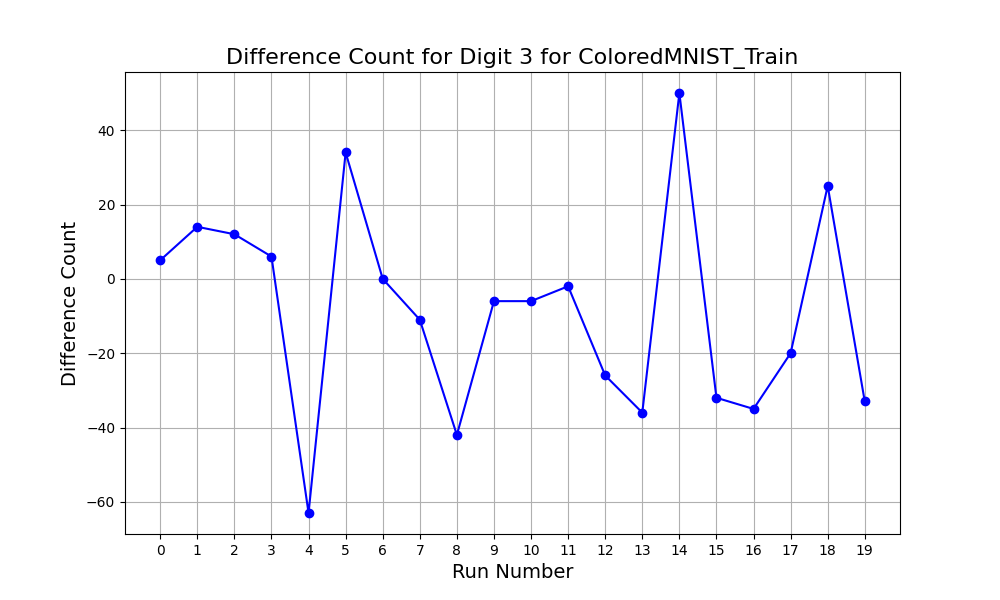 Difference Count for Digit 3 for ColoredMNIST_Train
Difference Count
40
20
0
−20
−40
−60
0 1 2 3 4 5 6 7 8 9 10 11 12 13 14 15 16 17 18 19
Run Number